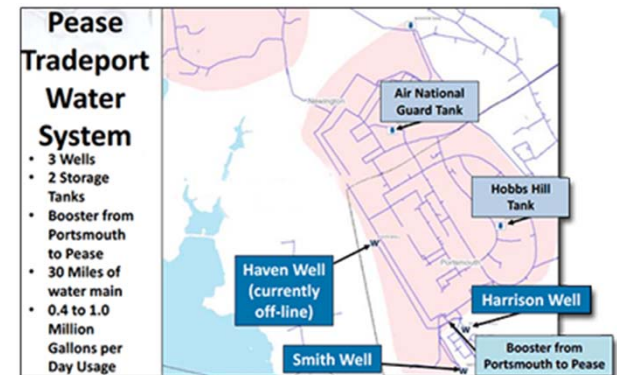 Pease
Tradeport
Water
System
• 3 Wells
• 2 Storage
Tanks
• Booster from
Portsmouth
to Pease
• 30 Miles of
water main
• 0.4 to 1.0
Million
Gallons per
Day Usage
Newington
Air National
Guard Tank
Hobbs Hill
Tank
W
Portsmouth
Haven Well
(currently
off-line)
Harrison Well
W
Booster from
Portsmouth to Pease
Smith Well
W